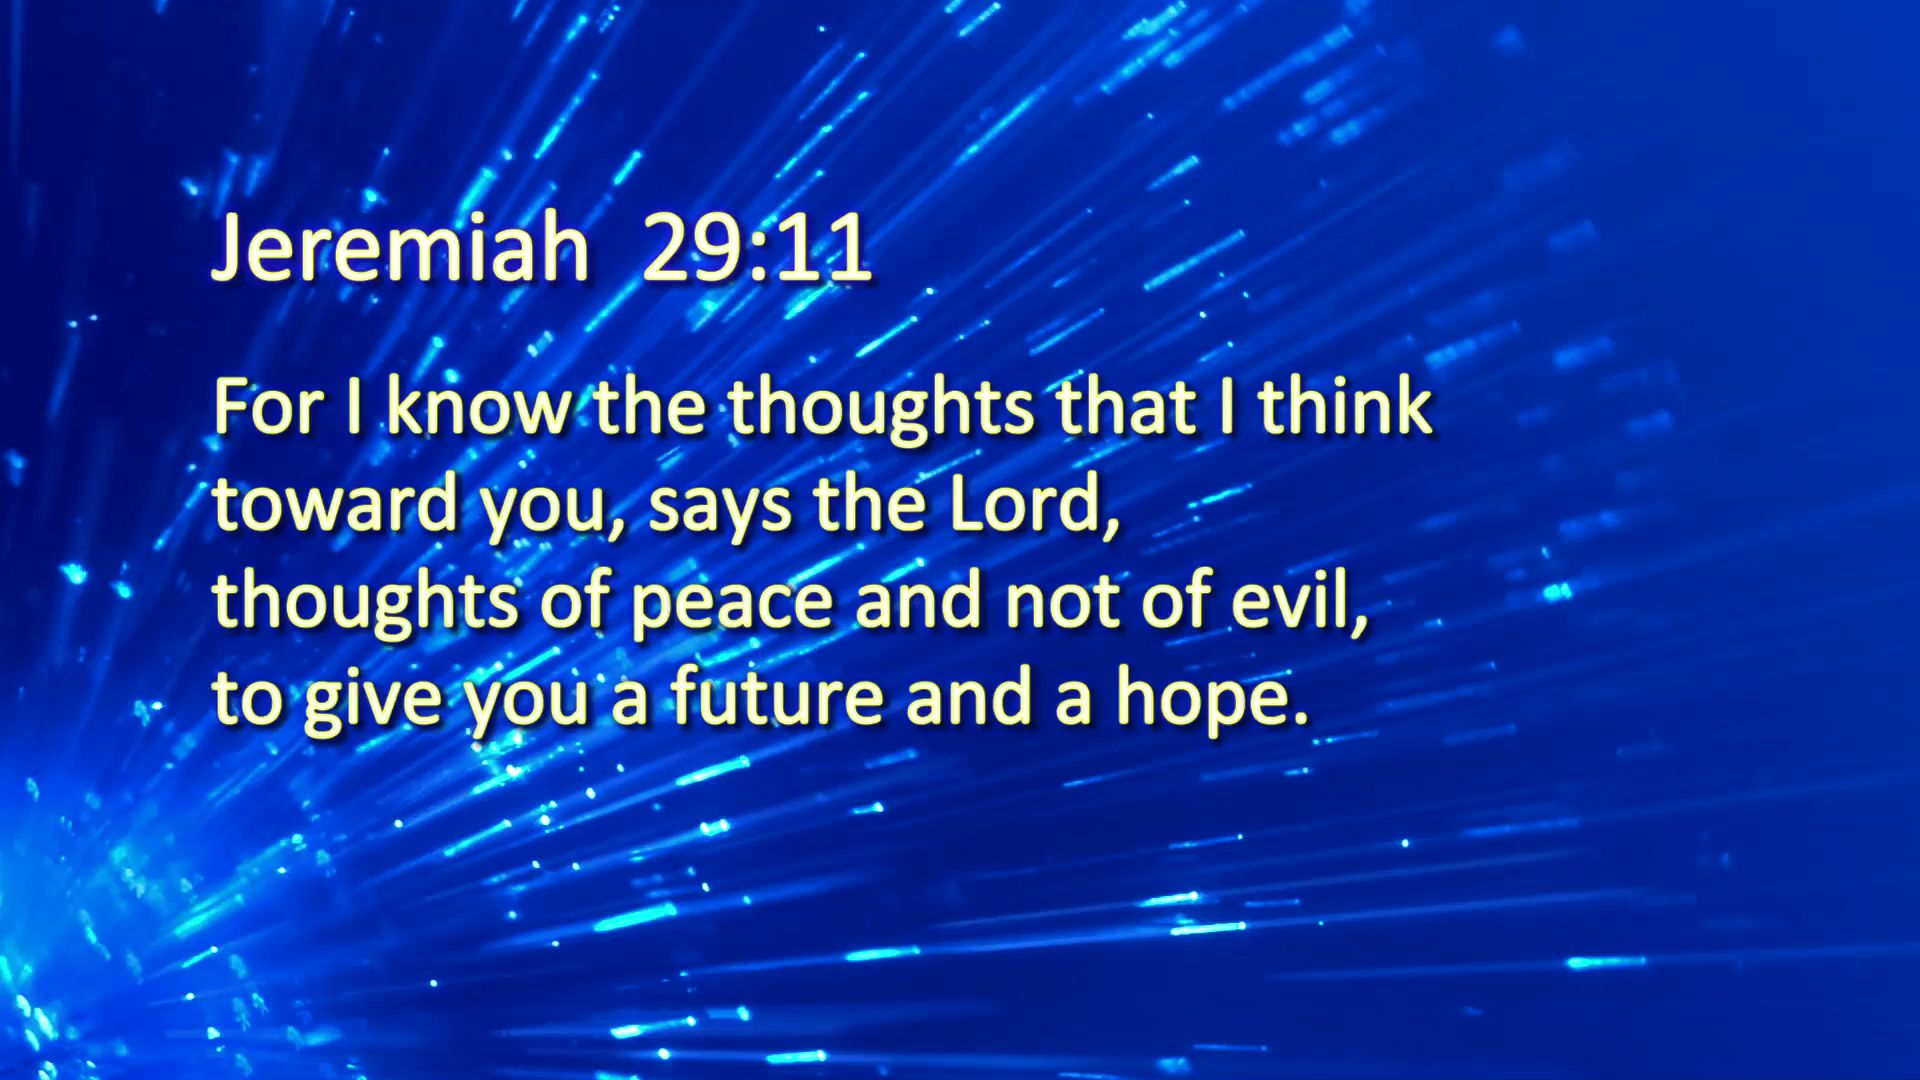 Jeremiah  29:11
For I know the thoughts that I think
toward you, says the Lord,
thoughts of peace and not of evil,
to give you a future and a hope.